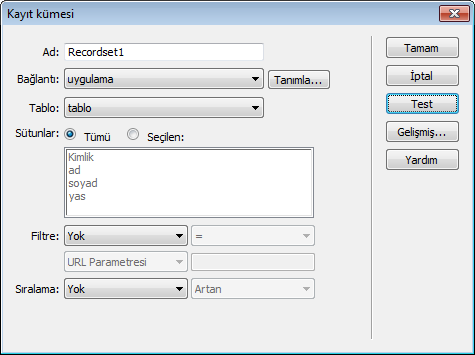 Kayıt kümesi
Ad: Recordset1
Tamam
Bağlantı: uygulama Tanımla...
İptal
Tablo: tablo
Test
Sütunlar: Tümü Seçilen:
Gelişmiş...
Kimlik
Yardım
ad
soyad
yas
Filtre: Yok =
URL Parametresi
Sıralama: Yok Artan